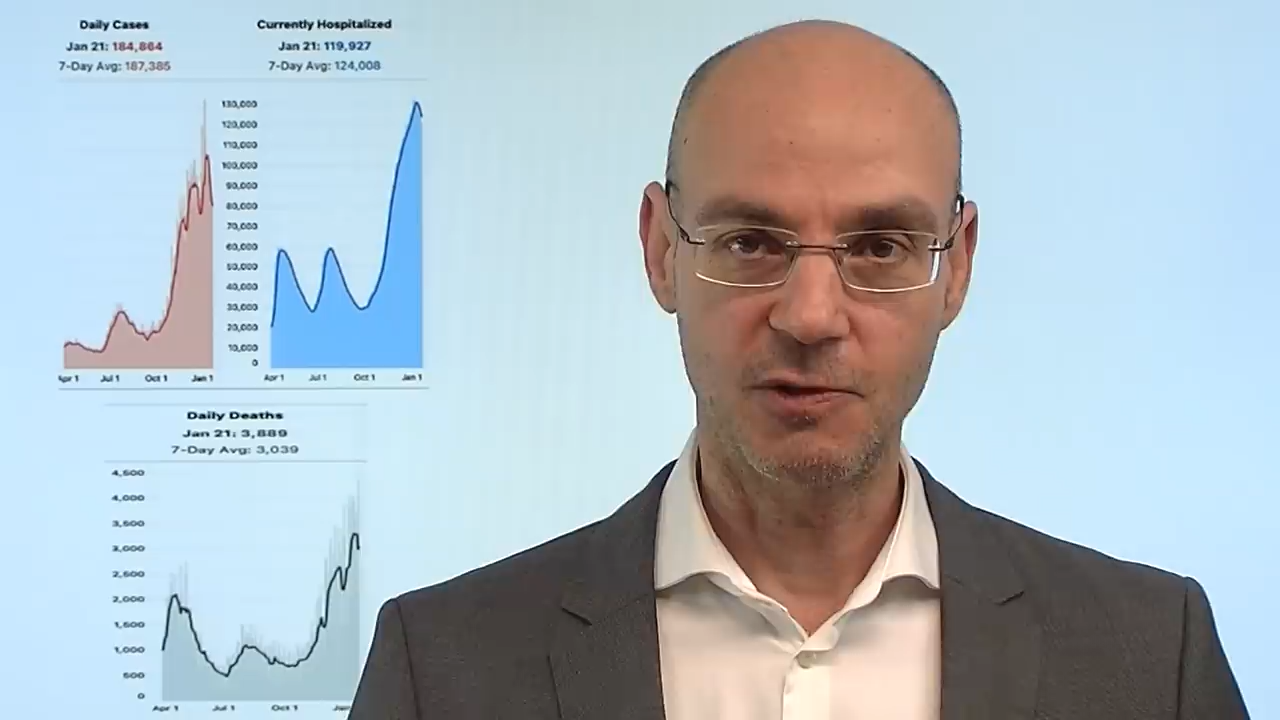 Daily Cases
Jan 21: 184,864
7-Day Avg: 187,385
Apr 1 Jul 1 Oct 1 Jan 1
Currently Hospitalized
Jan 21: 119,927
7-Day Avg: 124,008
130,000
120,000
110,000
100,000
90,000
80,000
70,000
60,000
50,000
40,000
30,000
20,000
10,000
0
Apr 1 Jul 1 Oct 1 Jan 1
Daily Deaths
Jan 21: 3,889
7-Day Avg: 3,039
4,500
4,000
3,500
3,000
2,500
2,000
1,500
1,000
500
0
Apr 1 Jul 1 Oct 1 Jan